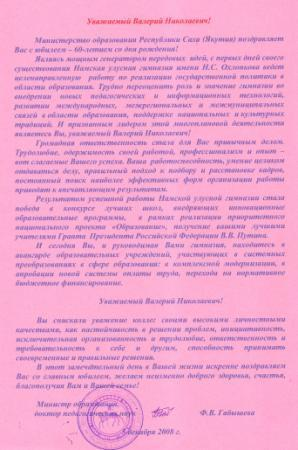 Уважаемый Валерий Николаевич!
Министерство образования Республики Саха (Якутия) поздравляет
Вас с юбилеем – 60-летием со дня рождения!
Являясь мощным генератором передовых идей, с первых дней своего
существования Намская улусная гимназия имени Н.С. Охлопкова ведет
целенаправленную работу по реализации государственной политики в
области образования. Трудно переоценить роль и значение гимназии во
внедрении новых педагогических и информационных технологий,
развитии международных, межрегиональных и межмуниципальных
связей в области образования, поддержки национальных и культурных
традиций. И признанным лидером этой многоплановой деятельности
являетесь Вы, уважаемый Валерий Николаевич!
Громадная ответственность стала для Вас привычным делом.
Трудолюбие, одержимость своей работой, профессионализм и опыт –
вот слагаемые Вашего успеха. Ваша работоспособность, умение целиком
отдаваться делу, правильный подход к подбору и расстановке кадров,
постоянный поиск наиболее эффективных форм организации работы
приводят к впечатляющим результатам.
Результатом успешной работы Намской улусной гимназии стала
победа в конкурсе лучших школ, внедряющих инновационные
образовательные программы, в рамках реализации приоритетного
национального проекта «Образование», получение вашими лучшими
учителями Гранта Президента Российской Федерации В.В. Путина.
И сегодня Вы, и руководимая Вами гимназия, находитесь в
авангарде образовательных учреждений, участвующих в системных
преобразованиях в сфере образования: в комплексной модернизации, в
апробации новой системы оплаты труда, перехода на нормативное
бюджетное финансирование.
Уважаемый Валерий Николаевич!
Вы снискали уважение коллег своими высокими личностными
качествами, как настойчивость в решении проблем, инициативность,
исключительная организованность и трудолюбие, ответственность и
требовательность к себе и другим, способность принимать
своевременные и правильные решения.
В этот замечательный день в Вашей жизни искренне поздравляем
Вас со славным юбилеем, желаем неизменно доброго здоровья, счастья,
благополучия Вам и Вашей семье!
Министр образования,
доктор педагогических наук Ф.В. Габышева
декабря 2008 г.